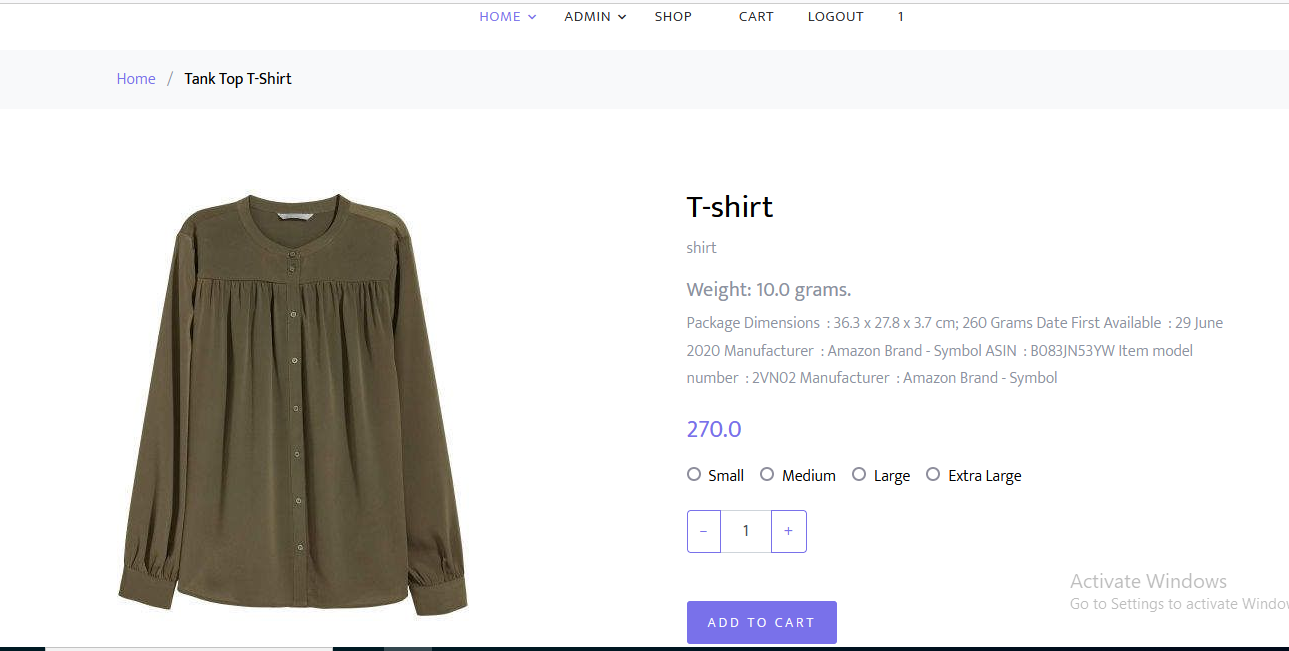 HOME ADMIN SHOP CART LOGOUT 1
Home / Tank Top T-Shirt
T-shirt
shirt
Weight: 10.0 grams.
Package Dimensions : 36.3 x 27.8 x 3.7 cm; 260 Grams Date First Available : 29 June
2020 Manufacturer : Amazon Brand - Symbol ASIN : B083JN53YW Item model
number : 2VN02 Manufacturer : Amazon Brand - Symbol
270.0
Small Medium Large Extra Large
− 1 +
Activate Windows
Go to Settings to activate Window
ADD TO CART